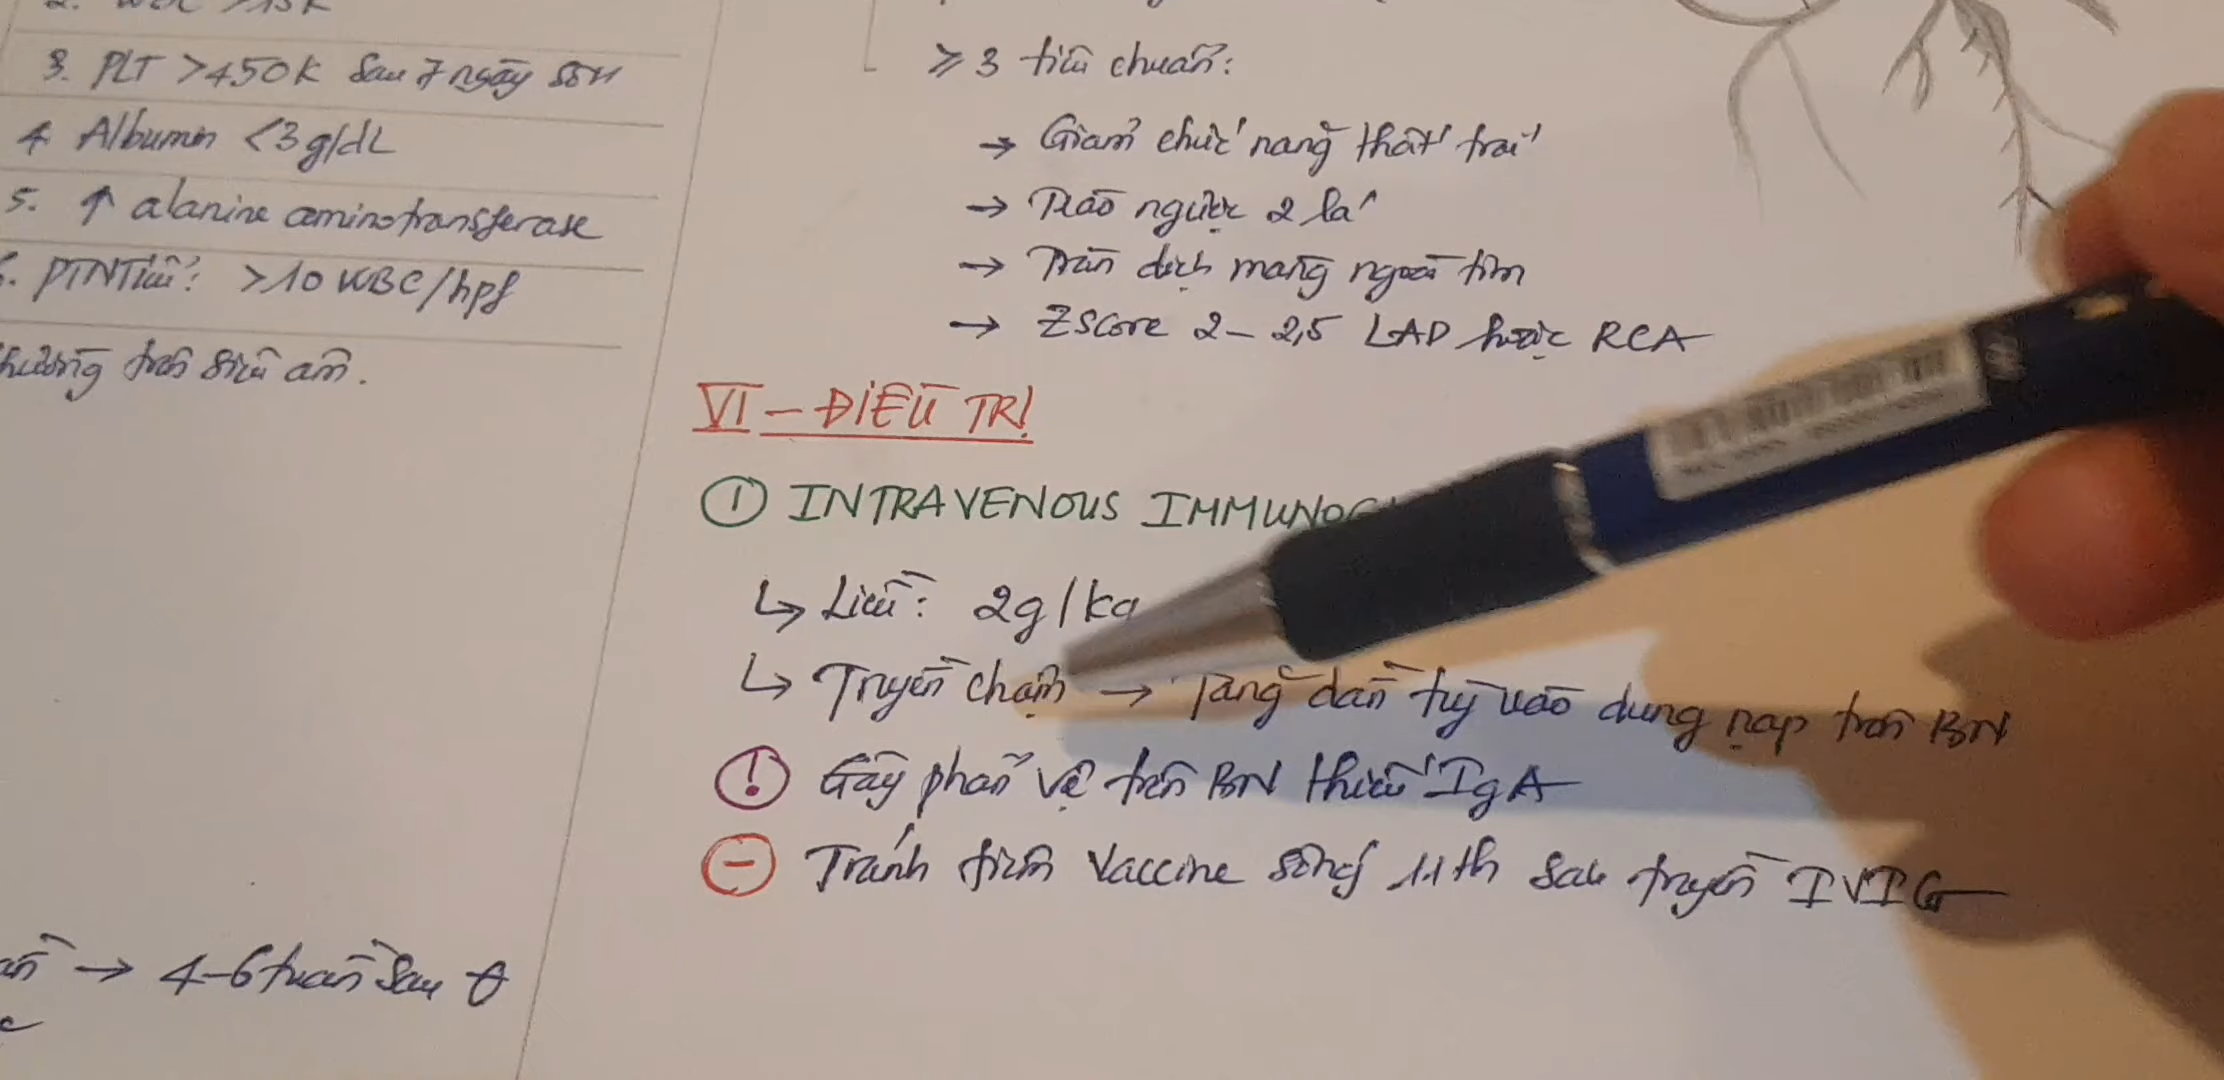 3. PLT >450K sau 7 ngày sốt
4 Albumin <3g/dL
5. ↑ alanine aminotransferase
PTNTiểu: >10 WBC/hpf
trên siêu âm.
→ 4-6 tuần sau
≥ 3 tiêu chuẩn:
→ Giảm chức năng thất trái
→ Trào ngược 2 lá
→ Tràn dịch màng ngoài tim
→ Zscore 2 - 2,5 LAD hoặc RCA
VI - ĐIỀU TRỊ
① INTRAVENOUS IMMUNOG
↳ Liều: 2g/kg
↳ Truyền chậm → Tăng dần tùy vào dung nạp trên BN
! Gây phản vệ trên BN thiếu IgA
- Tránh tiêm vaccine sống 11th sau truyền IVIG